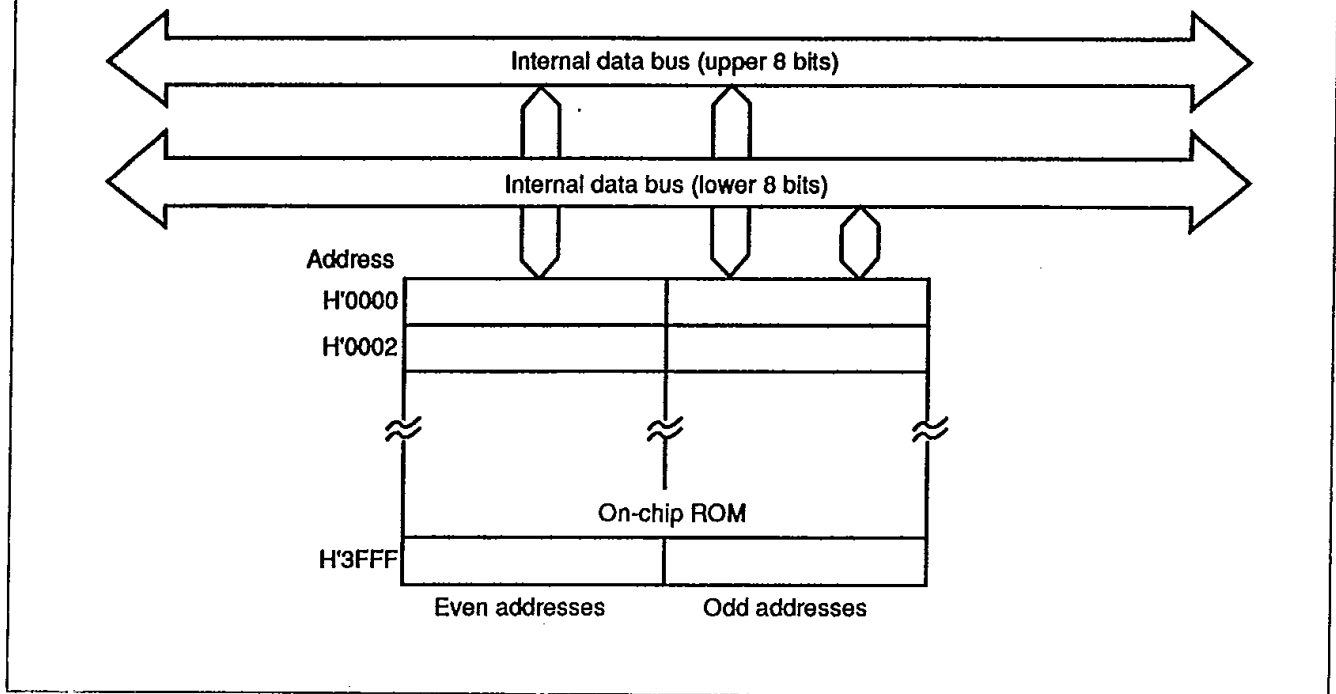 Internal data bus (upper 8 bits)
Internal data bus (lower 8 bits)
Address
H'0000
H'0002
On-chip ROM
H'3FFF
Even addresses
Odd addresses